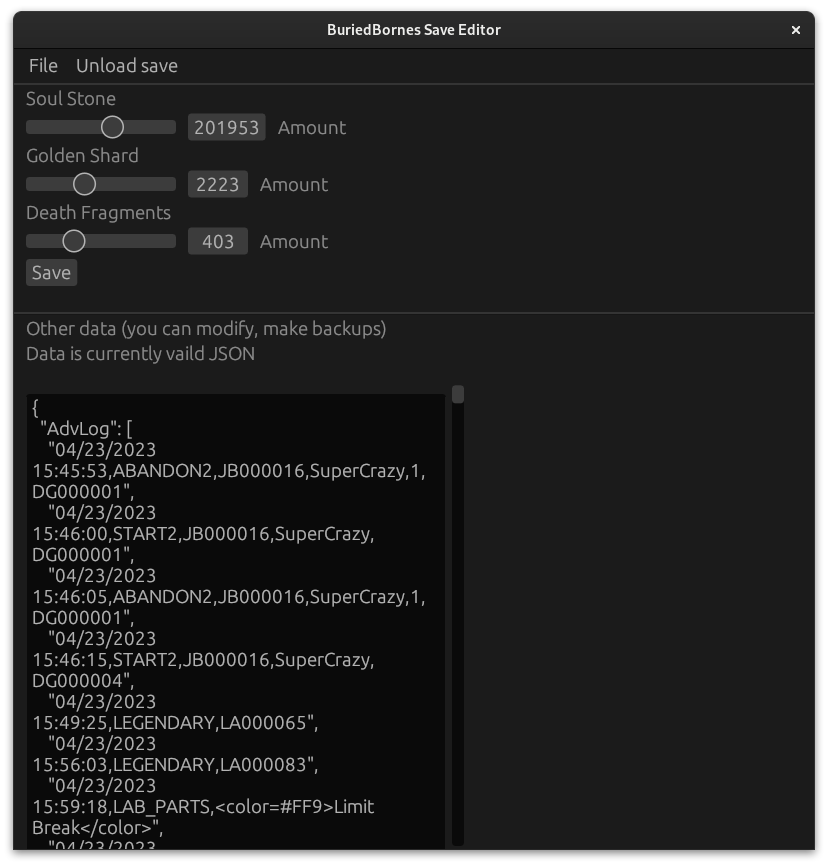 BuriedBornes Save Editor
×
File Unload save
Soul Stone
201953 Amount
Golden Shard
2223 Amount
Death Fragments
403 Amount
Save
Other data (you can modify, make backups)
Data is currently vaild JSON
{
"AdvLog": [
"04/23/2023
15:45:53,ABANDON2,JB000016,SuperCrazy,1,
DG000001",
"04/23/2023
15:46:00,START2,JB000016,SuperCrazy,
DG000001",
"04/23/2023
15:46:05,ABANDON2,JB000016,SuperCrazy,1,
DG000001",
"04/23/2023
15:46:15,START2,JB000016,SuperCrazy,
DG000004",
"04/23/2023
15:49:25,LEGENDARY,LA000065",
"04/23/2023
15:56:03,LEGENDARY,LA000083",
"04/23/2023
15:59:18,LAB_PARTS,<color=#FF9>Limit
Break</color>",
"04/23/2023